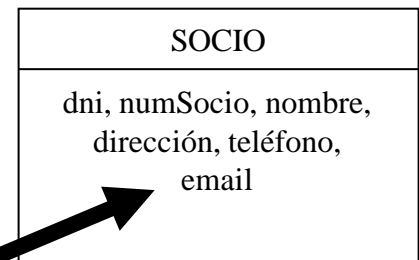 SOCIO
dni, numSocio, nombre,
dirección, teléfono,
email